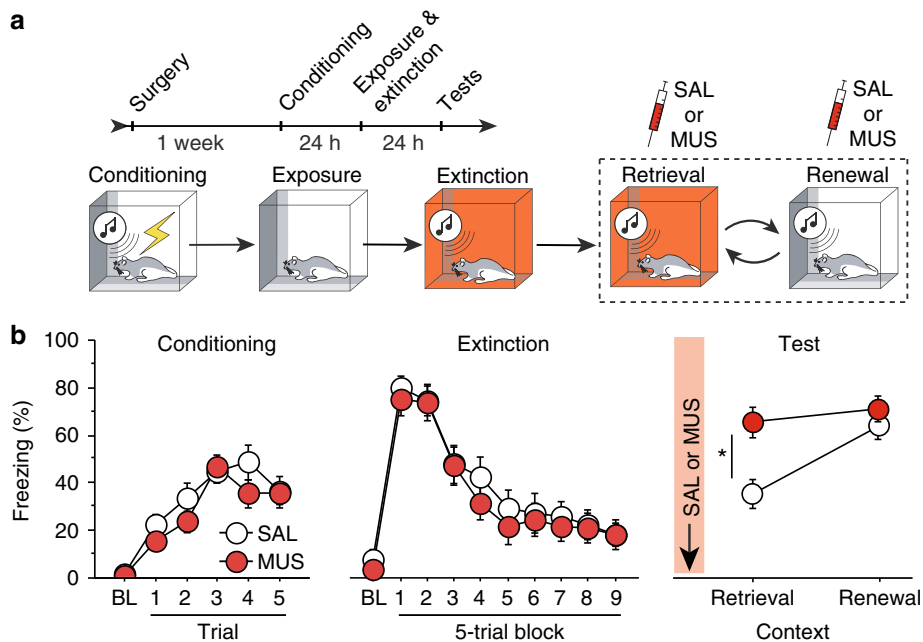 a
Surgery
Conditioning
Exposure &
extinction
Tests
1 week
24 h
24 h
SAL
or
MUS
SAL
or
MUS
Conditioning
Exposure
Extinction
Retrieval
Renewal
b
Conditioning
Extinction
Test
Freezing (%)
100
80
60
40
20
0
SAL
MUS
BL 1 2 3 4 5
Trial
BL 1 2 3 4 5 6 7 8 9
5-trial block
SAL or MUS
*
Retrieval Renewal
Context